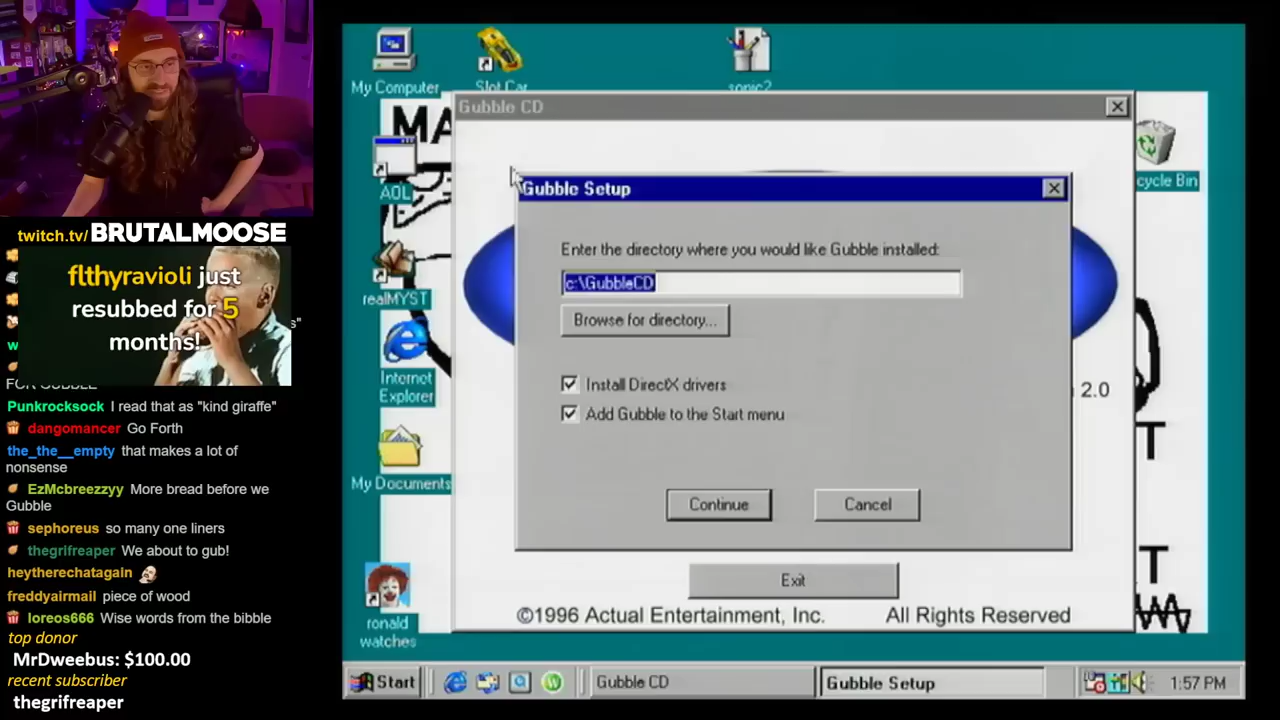 twitch.tv/BRUTALMOOSE
flthyravioli just
resubbed for 5
months!
s"
w
FOR GUBBLE
Punkrocksock I read that as "kind giraffe"
dangomancer Go Forth
the_the__empty that makes a lot of
nonsense
EzMcbreezzyy More bread before we
Gubble
sephoreus so many one liners
thegrifreaper We about to gub!
heytherechatagain
freddyairmail piece of wood
loreos666 Wise words from the bibble
top donor
MrDweebus: $100.00
recent subscriber
thegrifreaper
My Computer
Slot Car
sonic2
MA
AOL
realMYST
Internet
Explorer
My Documents
ronald
watches
cycle Bin
Gubble CD
Gubble Setup
Enter the directory where you would like Gubble installed:
c:\GubbleCD
Browse for directory...
Install DirectX drivers
Add Gubble to the Start menu
Continue
Cancel
n 2.0
T
T
Exit
©1996 Actual Entertainment, Inc. All Rights Reserved
Start
Gubble CD
Gubble Setup
1:57 PM